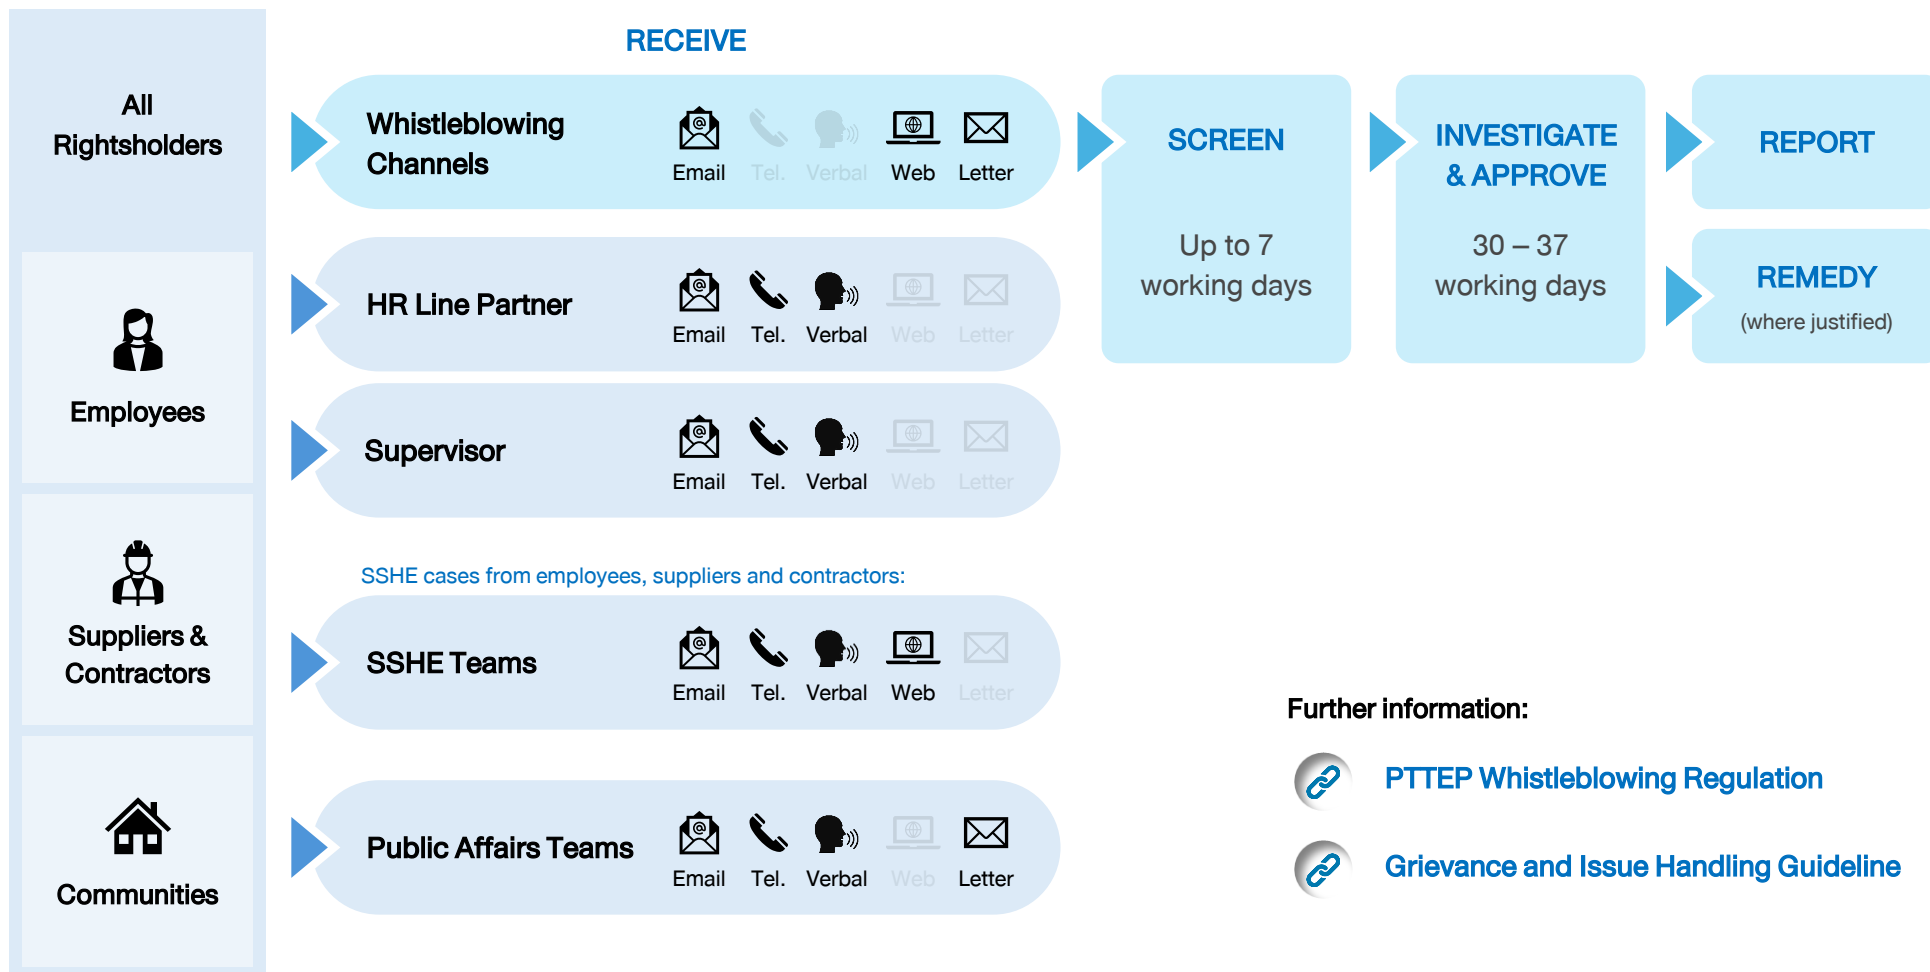 All
Rightsholders
Employees
Suppliers &
Contractors
Communities
RECEIVE
Whistleblowing
Channels
Email Tel. Verbal Web Letter
HR Line Partner
Email Tel. Verbal Web Letter
Supervisor
Email Tel. Verbal Web Letter
SSHE cases from employees, suppliers and contractors:
SSHE Teams
Email Tel. Verbal Web Letter
Public Affairs Teams
Email Tel. Verbal Web Letter
SCREEN
Up to 7
working days
INVESTIGATE
& APPROVE
30 – 37
working days
REPORT
REMEDY
(where justified)
Further information:
PTTEP Whistleblowing Regulation
Grievance and Issue Handling Guideline